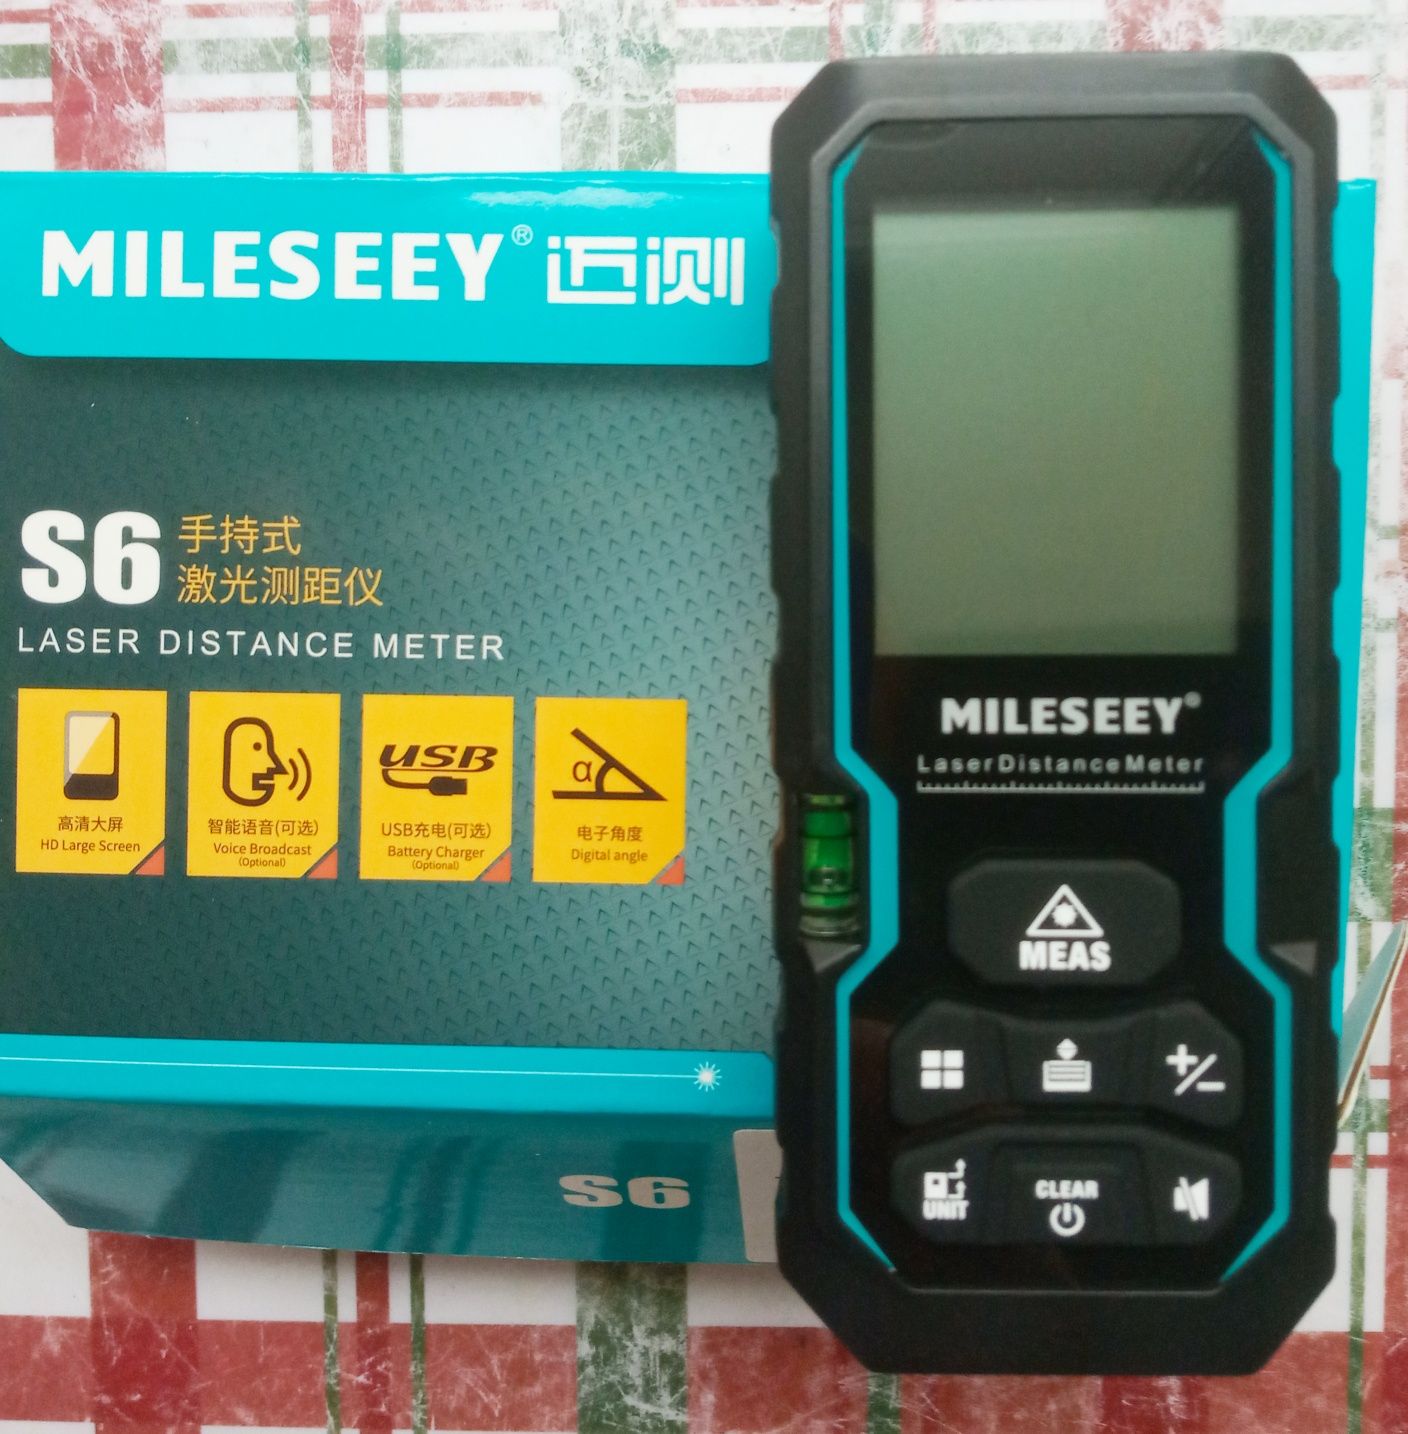 MILESEEY® 迈测
S6 手持式
激光测距仪
LASER DISTANCE METER
高清大屏
HD Large Screen
智能语音(可选)
Voice Broadcast
(Optional)
USB
USB充电(可选)
Battery Charger
(Optional)
α
电子角度
Digital angle
S6
MILESEEY®
Laser Distance Meter
MEAS
+/-
UNIT
CLEAR